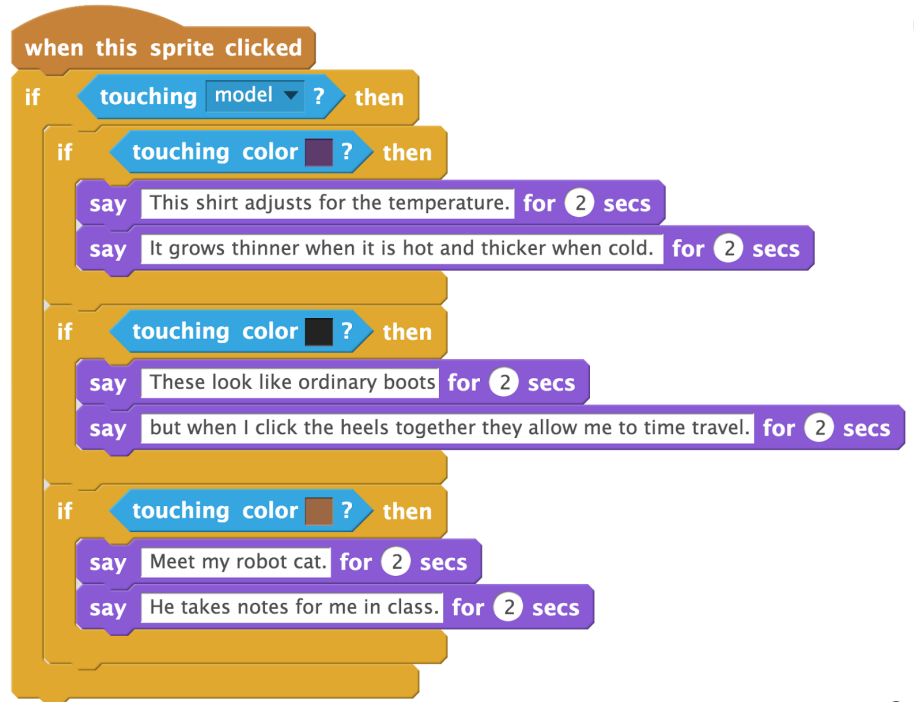 when this sprite clicked
if touching model ? then
if touching color ? then
say This shirt adjusts for the temperature. for 2 secs
say It grows thinner when it is hot and thicker when cold. for 2 secs
if touching color ? then
say These look like ordinary boots for 2 secs
say but when I click the heels together they allow me to time travel. for 2 secs
if touching color ? then
say Meet my robot cat. for 2 secs
say He takes notes for me in class. for 2 secs